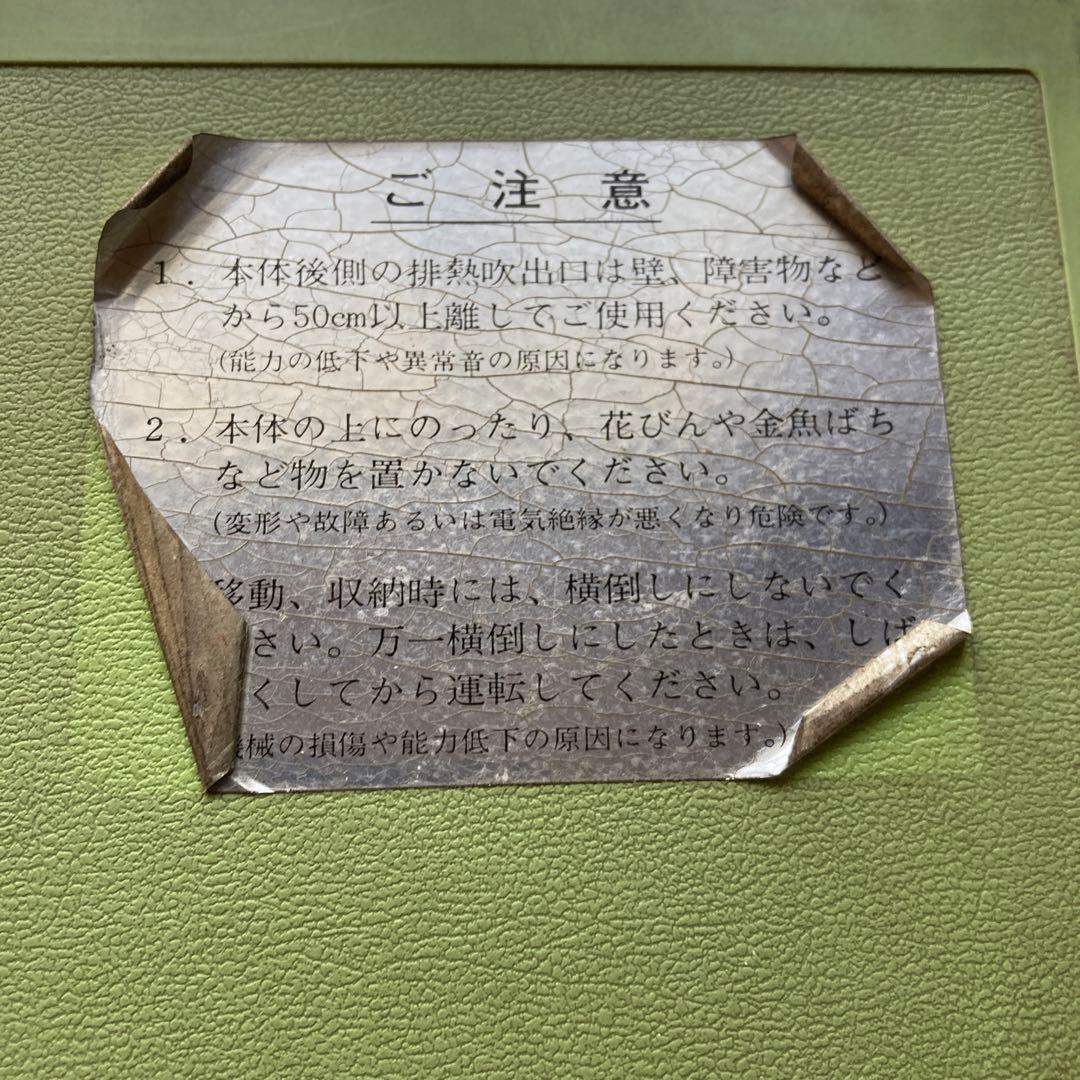 ご注意
1. 本体後側の排熱吹出口は壁、障害物など
から50cm以上離してご使用ください。
(能力の低下や異常音の原因になります。)
2. 本体の上にのったり、花びんや金魚ばち
など物を置かないでください。
(変形や故障あるいは電気絶縁が悪くなり危険です。)
移動、収納時には、横倒しにしないでく
さい。万一横倒しにしたときは、しば
くしてから運転してください。
機械の損傷や能力低下の原因になります。)